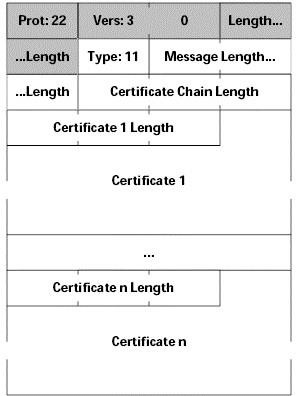 Prot: 22 Vers: 3 0 Length...
...Length Type: 11 Message Length...
...Length Certificate Chain Length
Certificate 1 Length
Certificate 1
...
Certificate n Length
Certificate n